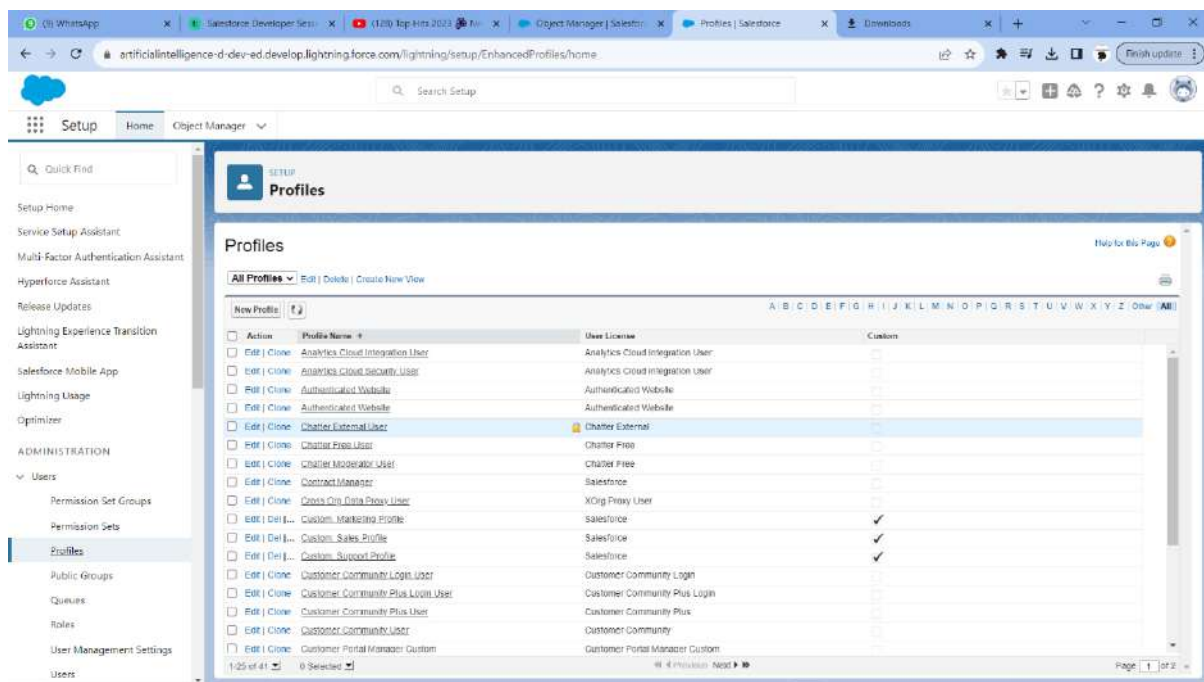 (9) WhatsApp
Salesforce Developer Sessi
(128) Top Hits 2023
Object Manager | Salesforc
Profiles | Salesforce
Downloads
artificialintelligence-d-dev-ed.develop.lightning.force.com/lightning/setup/EnhancedProfiles/home
Finish update
Search Setup
Setup
Home
Object Manager
Quick Find
Setup Home
Service Setup Assistant
Multi-Factor Authentication Assistant
Hyperforce Assistant
Release Updates
Lightning Experience Transition
Assistant
Salesforce Mobile App
Lightning Usage
Optimizer
ADMINISTRATION
Users
Permission Set Groups
Permission Sets
Profiles
Public Groups
Queues
Roles
User Management Settings
Users
SETUP
Profiles
Profiles
Help for this Page
All Profiles Edit | Delete | Create New View
New Profile
A | B | C | D | E | F | G | H | I | J | K | L | M | N | O | P | Q | R | S | T | U | V | W | X | Y | Z | Other | All
Action Profile Name User License Custom
Edit | Clone Analytics Cloud Integration User Analytics Cloud Integration User
Edit | Clone Analytics Cloud Security User Analytics Cloud Integration User
Edit | Clone Authenticated Website Authenticated Website
Edit | Clone Authenticated Website Authenticated Website
Edit | Clone Chatter External User Chatter External
Edit | Clone Chatter Free User Chatter Free
Edit | Clone Chatter Moderator User Chatter Free
Edit | Clone Contract Manager Salesforce
Edit | Clone Cross Org Data Proxy User XOrg Proxy User
Edit | Del | ... Custom: Marketing Profile Salesforce ✓
Edit | Del | ... Custom: Sales Profile Salesforce ✓
Edit | Del | ... Custom: Support Profile Salesforce ✓
Edit | Clone Customer Community Login User Customer Community Login
Edit | Clone Customer Community Plus Login User Customer Community Plus Login
Edit | Clone Customer Community Plus User Customer Community Plus
Edit | Clone Customer Community User Customer Community
Edit | Clone Customer Portal Manager Custom Customer Portal Manager Custom
1-25 of 41 0 Selected Previous Next Page 1 of 2